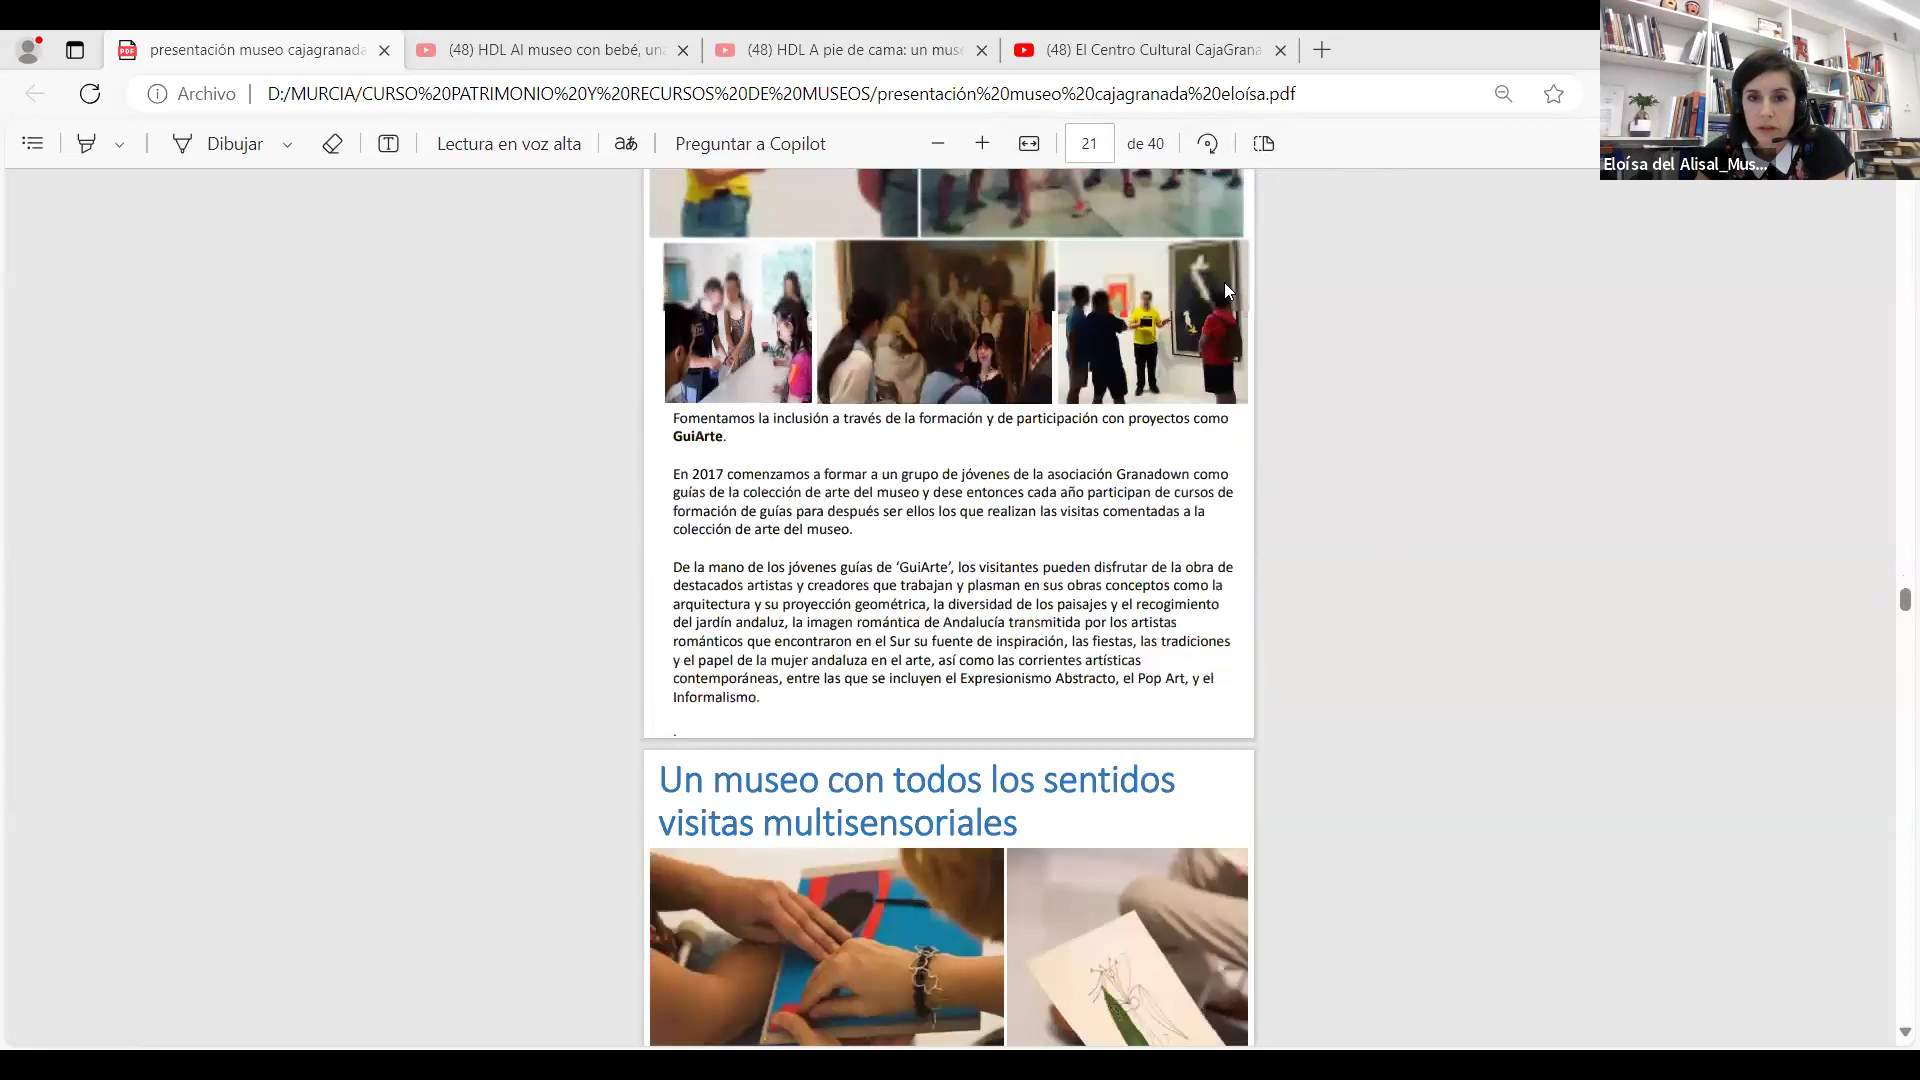 presentación museo cajagranada
(48) HDL Al museo con bebé, una
(48) HDL A pie de cama: un muse
(48) El Centro Cultural CajaGrana
Archivo
D:/MURCIA/CURSO%20PATRIMONIO%20Y%20RECURSOS%20DE%20MUSEOS/presentación%20museo%20cajagranada%20eloísa.pdf
Dibujar
Lectura en voz alta
Preguntar a Copilot
21
de 40
Eloísa del Alisal_Mus...
Fomentamos la inclusión a través de la formación y de participación con proyectos como
GuiArte.
En 2017 comenzamos a formar a un grupo de jóvenes de la asociación Granadown como
guías de la colección de arte del museo y dese entonces cada año participan de cursos de
formación de guías para después ser ellos los que realizan las visitas comentadas a la
colección de arte del museo.
De la mano de los jóvenes guías de ‘GuiArte’, los visitantes pueden disfrutar de la obra de
destacados artistas y creadores que trabajan y plasman en sus obras conceptos como la
arquitectura y su proyección geométrica, la diversidad de los paisajes y el recogimiento
del jardín andaluz, la imagen romántica de Andalucía transmitida por los artistas
románticos que encontraron en el Sur su fuente de inspiración, las fiestas, las tradiciones
y el papel de la mujer andaluza en el arte, así como las corrientes artísticas
contemporáneas, entre las que se incluyen el Expresionismo Abstracto, el Pop Art, y el
Informalismo.
.
Un museo con todos los sentidos
visitas multisensoriales